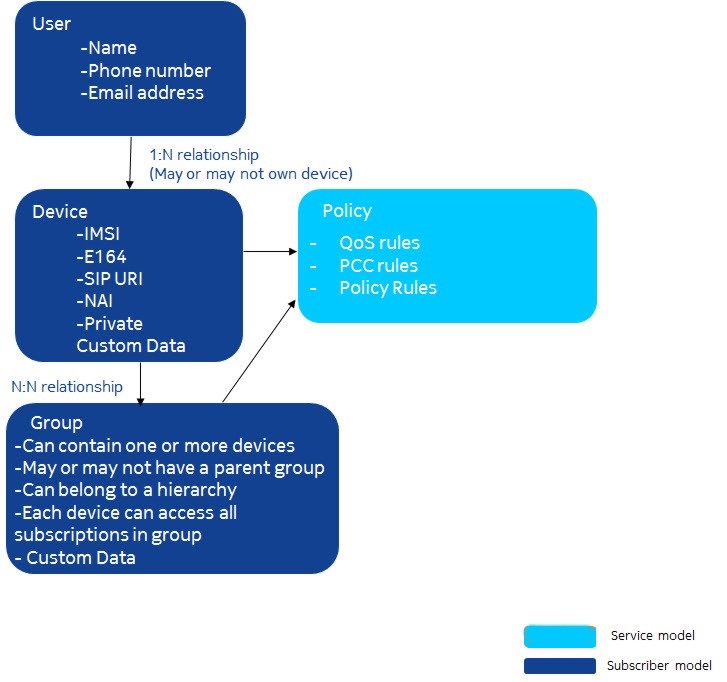 User
-Name
-Phone number
-Email address
1:N relationship
(May or may not own device)
Device
-IMSI
-E164
-SIP URI
-NAI
-Private
Custom Data
Policy
- QoS rules
- PCC rules
- Policy Rules
N:N relationship
Group
-Can contain one or more devices
-May or may not have a parent group
-Can belong to a hierarchy
-Each device can access all
subscriptions in group
- Custom Data
Service model
Subscriber model